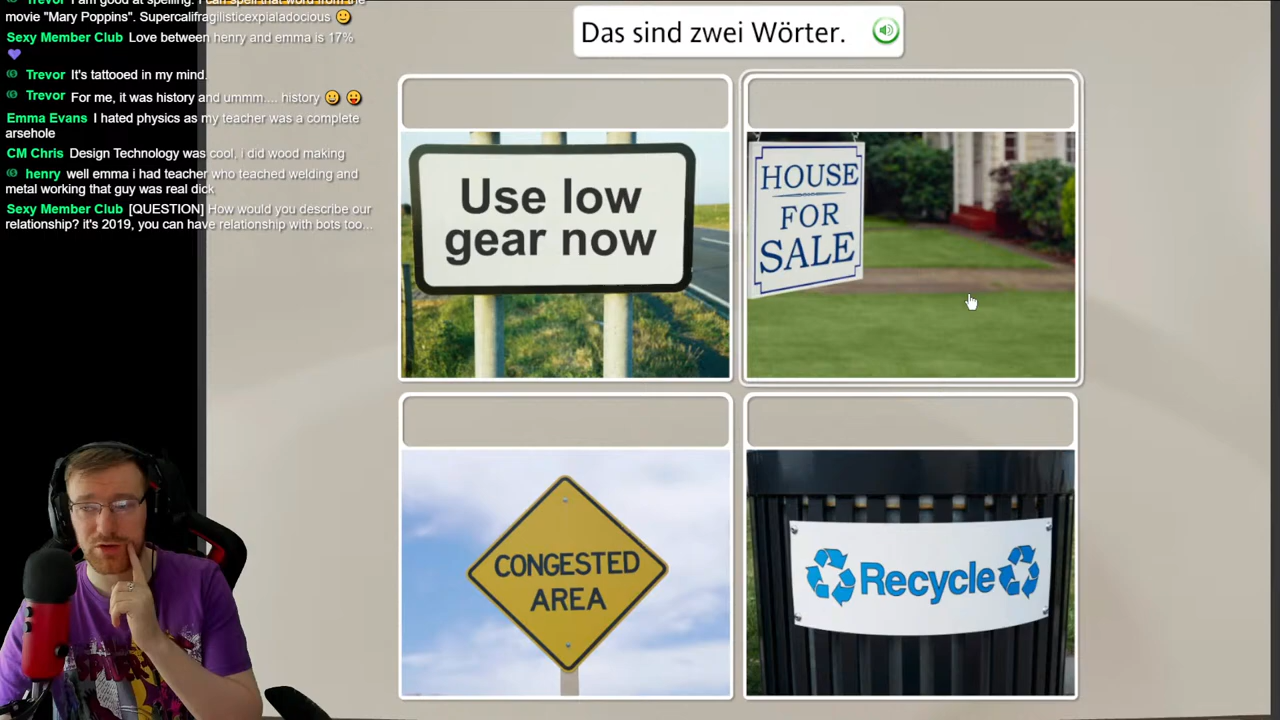 movie "Mary Poppins". Supercalifragilisticexpialadocious
Sexy Member Club Love between henry and emma is 17%
Trevor It's tattooed in my mind.
Trevor For me, it was history and ummm.... history
Emma Evans I hated physics as my teacher was a complete
arsehole
CM Chris Design Technology was cool, i did wood making
henry well emma i had teacher who teached welding and
metal working that guy was real dick
Sexy Member Club [QUESTION] How would you describe our
relationship? it's 2019, you can have relationship with bots too...
Das sind zwei Wörter.
Use low
gear now
HOUSE
FOR
SALE
CONGESTED
AREA
Recycle